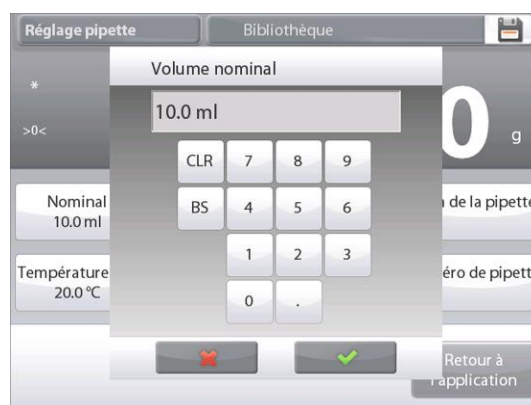 Réglage pipette
Bibliothèque
Volume nominal
*
10.0 ml
>0<
0
g
CLR
7
8
9
Nominal
10.0 ml
BS
4
5
6
de la pipette
1
2
3
Température
20.0 °C
éro de pipett
0
.
Retour à
l'application